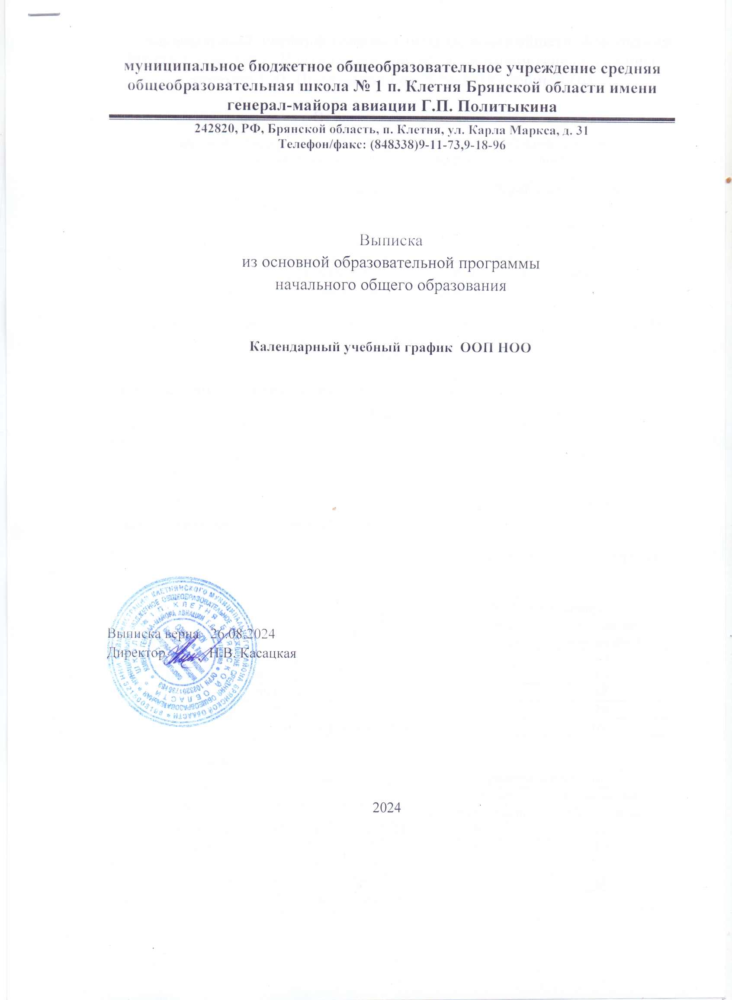 муниципальное бюджетное общеобразовательное учреждение средняя
общеобразовательная школа № 1 п. Клетня Брянской области имени
генерал-майора авиации Г.П. Политыкина
242820, РФ, Брянской область, п. Клетня, ул. Карла Маркса, д. 31
Телефон/факс: (848338)9-11-73,9-18-96
Выписка
из основной образовательной программы
начального общего образования
Календарный учебный график ООП НОО
Выписка верна 26.08.2024
Директор Н.В. Касацкая
2024